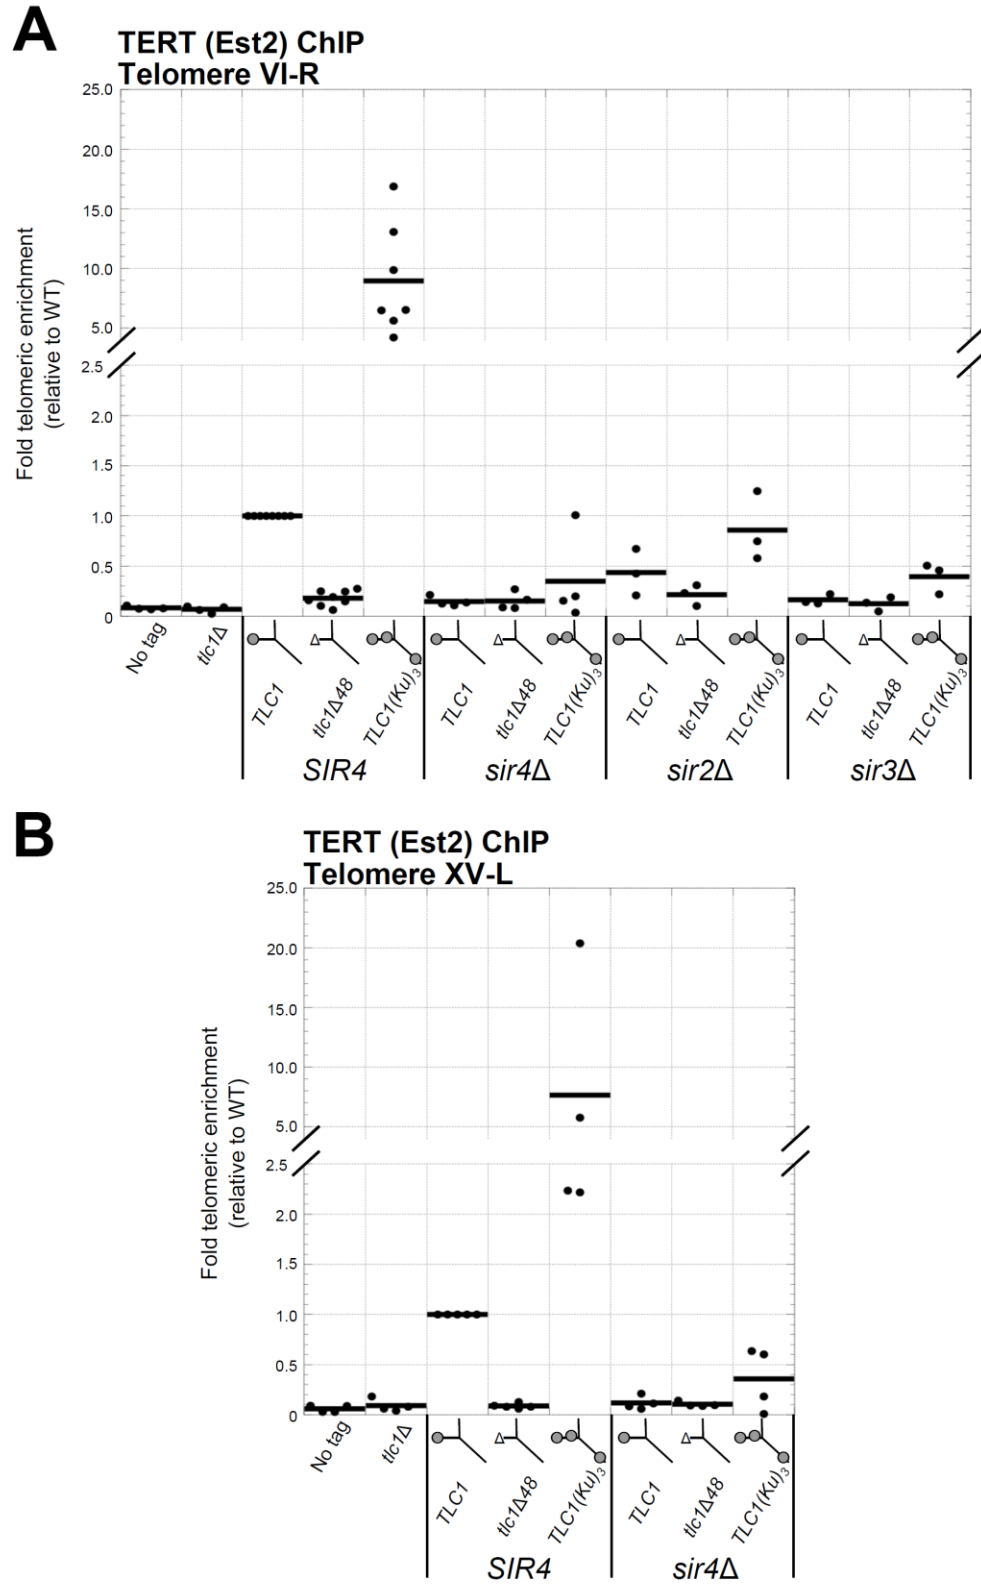 A
TERT (Est2) ChIP
Telomere VI-R
Fold telomeric enrichment
(relative to WT)
25.0
20.0
15.0
10.0
5.0
2.5
2.0
1.5
1.0
0.5
0
No tag
tlc1Δ
Δ
Δ
Δ
Δ
TLC1
tlc1Δ48
TLC1(Ku)3
TLC1
tlc1Δ48
TLC1(Ku)3
TLC1
tlc1Δ48
TLC1(Ku)3
TLC1
tlc1Δ48
TLC1(Ku)3
SIR4
sir4Δ
sir2Δ
sir3Δ
B
TERT (Est2) ChIP
Telomere XV-L
Fold telomeric enrichment
(relative to WT)
25.0
20.0
15.0
10.0
5.0
2.5
2.0
1.5
1.0
0.5
0
No tag
tlc1Δ
Δ
Δ
TLC1
tlc1Δ48
TLC1(Ku)3
TLC1
tlc1Δ48
TLC1(Ku)3
SIR4
sir4Δ